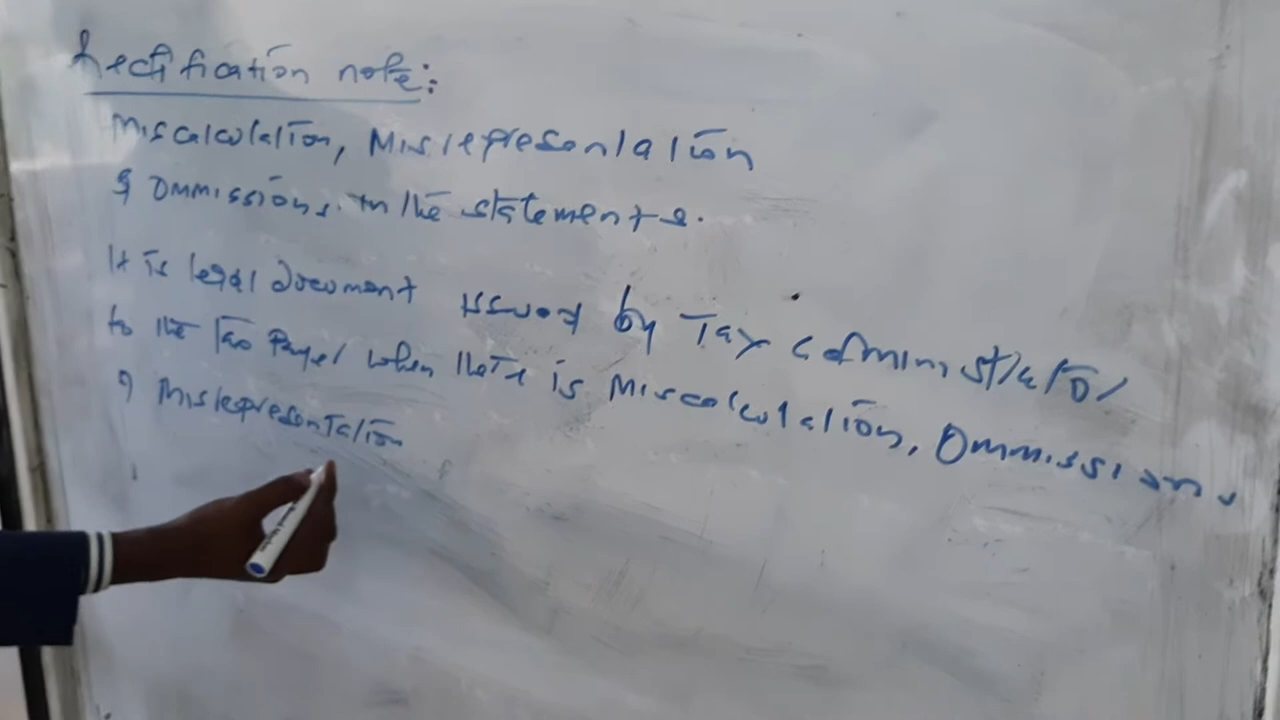 Rectification note:
Miscalculation, Misrepresentation
& Ommissions. In the statements.
It is legal document issued by Tax administrator
to the Tax Payer when there is Miscalculation, Ommissions
& Misrepresentation